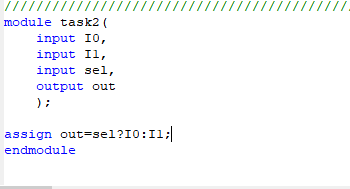 ////////////////////////////////////////////
module task2(
input I0,
input I1,
input sel,
output out
);
assign out=sel?I0:I1;
endmodule